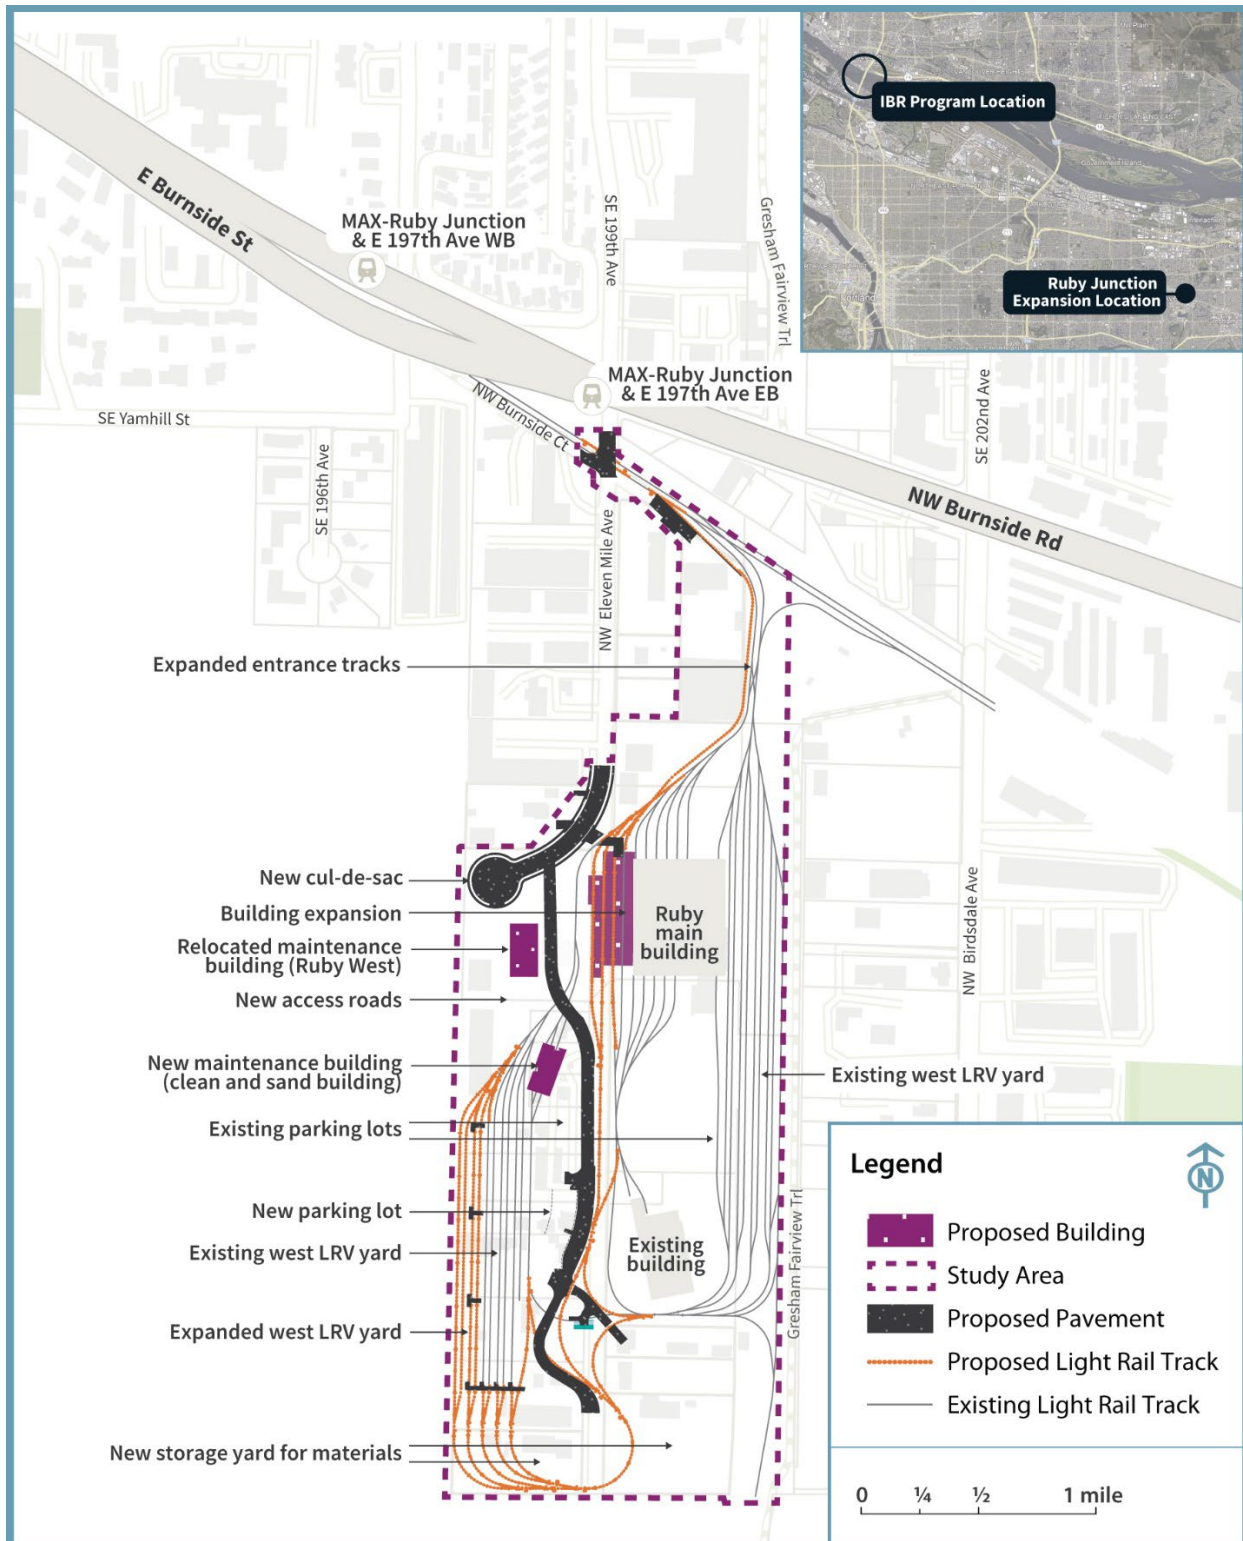 IBR Program Location
Ruby Junction
Expansion Location
E Burnside St
MAX-Ruby Junction
& E 197th Ave WB
SE 199th Ave
Gresham Fairview Trl
MAX-Ruby Junction
& E 197th Ave EB
SE Yamhill St
NW Burnside Ct
SE 202nd Ave
SE 196th Ave
NW Burnside Rd
NW Eleven Mile Ave
Expanded entrance tracks
New cul-de-sac
Building expansion
Ruby
main
building
Relocated maintenance
building (Ruby West)
NW Birdsdale Ave
New access roads
New maintenance building
(clean and sand building)
Existing west LRV yard
Existing parking lots
New parking lot
Existing west LRV yard
Existing
building
Gresham Fairview Trl
Expanded west LRV yard
New storage yard for materials
Legend
N
Proposed Building
Study Area
Proposed Pavement
Proposed Light Rail Track
Existing Light Rail Track
0 ¼ ½ 1 mile